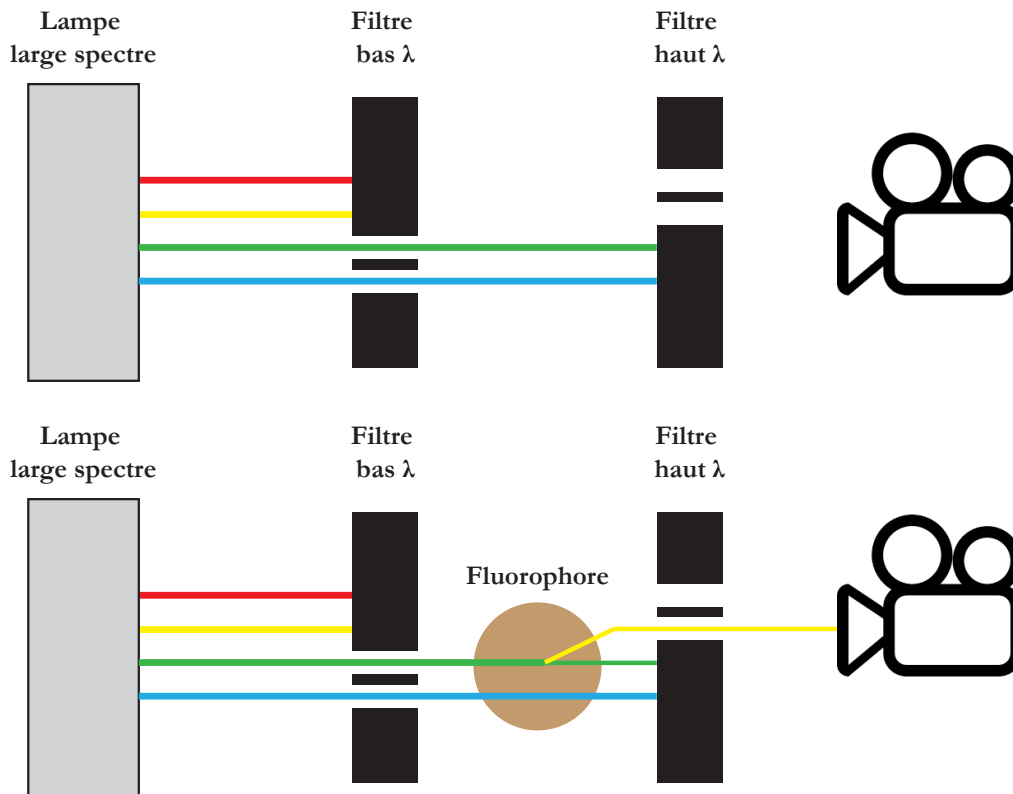 Lampe
large spectre
Filtre
bas λ
Filtre
haut λ
Lampe
large spectre
Filtre
bas λ
Filtre
haut λ
Fluorophore